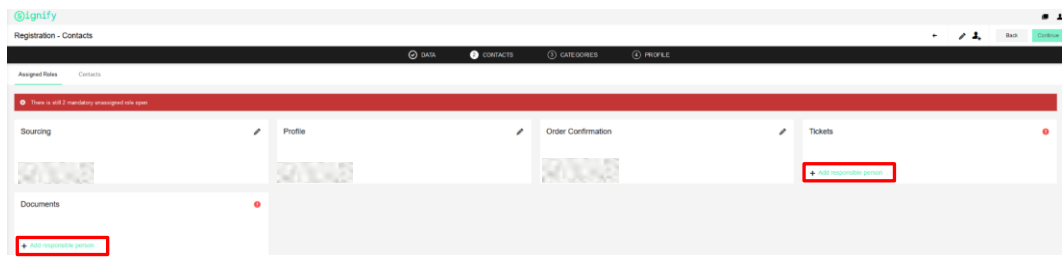 Signify
Registration - Contacts
Back
Continue
DATA
2 CONTACTS
3 CATEGORIES
4 PROFILE
Assigned Roles
Contacts
There is still 2 mandatory unassigned role open
Sourcing
Profile
Order Confirmation
Tickets
+ Add responsible person
Documents
+ Add responsible person